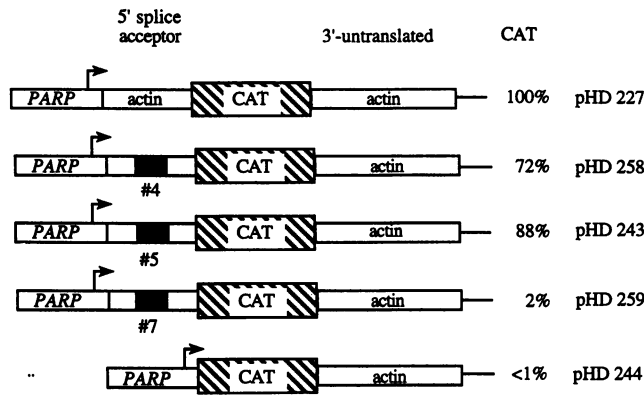 5' splice acceptor 3'-untranslated CAT
PARP actin CAT actin 100% pHD 227
PARP CAT actin 72% pHD 258
#4
PARP CAT actin 88% pHD 243
#5
PARP CAT actin 2% pHD 259
#7
PARP CAT actin <1% pHD 244